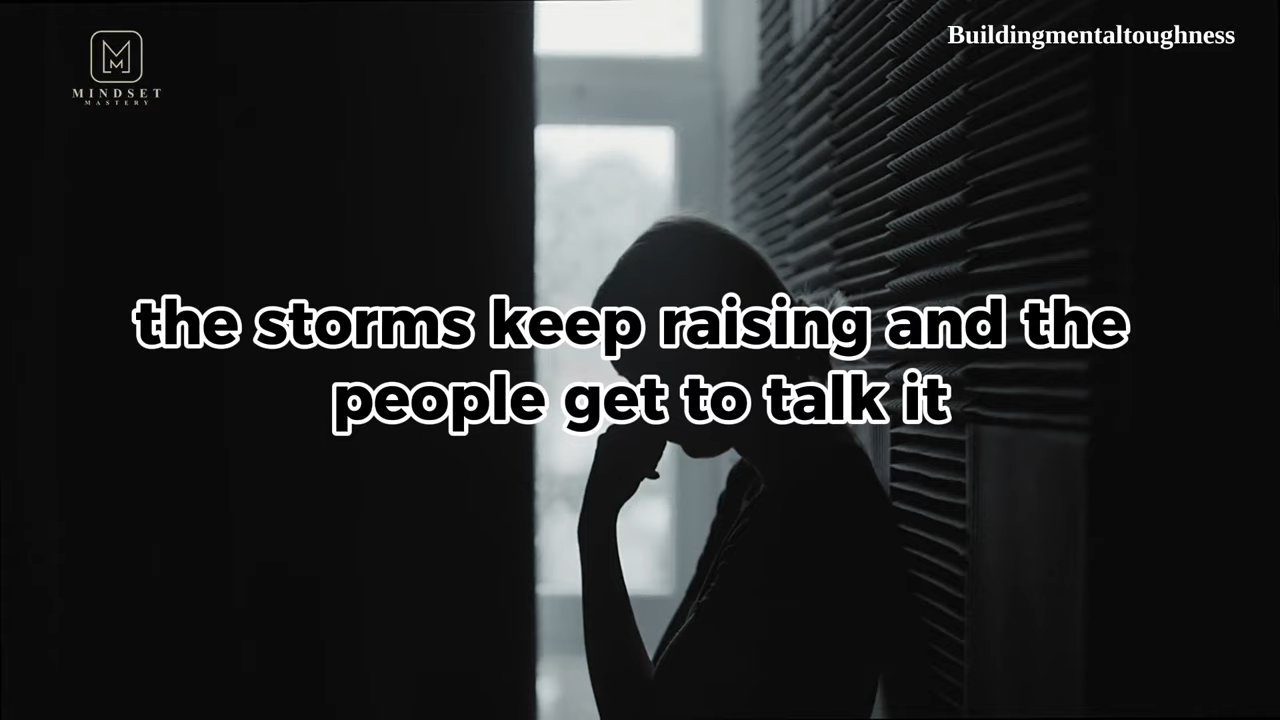 Buildingmentaltoughness
MINDSET
MASTERY
the storms keep raising and the
people get to talk it